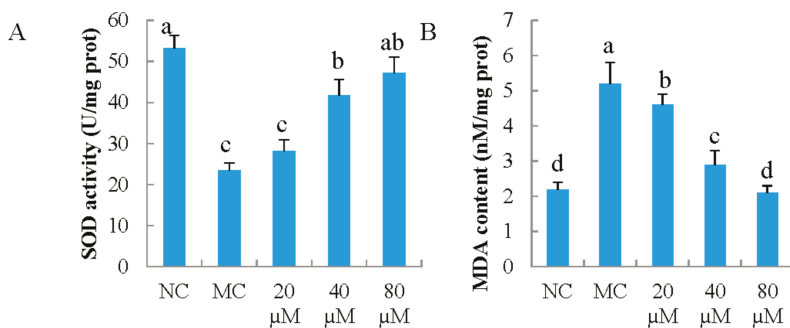 A
SOD activity (U/mg prot)
60
50
40
30
20
10
0
a
c
c
b
ab
NC MC 20 μM 40 μM 80 μM
B
MDA content (nM/mg prot)
7
6
5
4
3
2
1
0
d
a
b
c
d
NC MC 20 μM 40 μM 80 μM